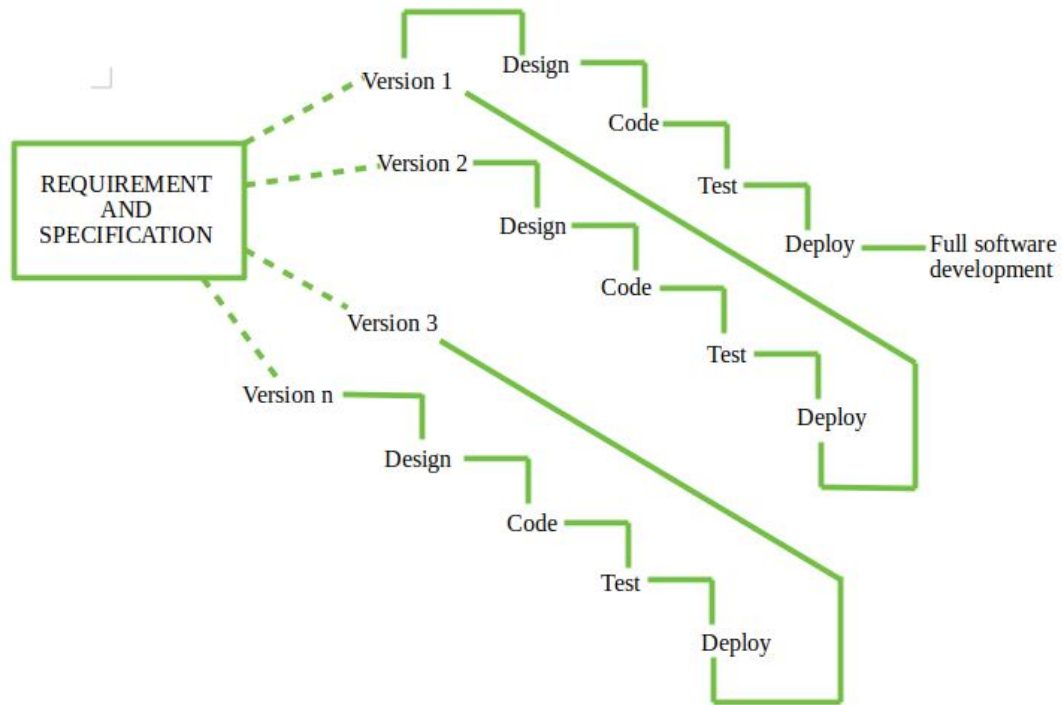 REQUIREMENT
AND
SPECIFICATION
Version 1
Design
Code
Test
Deploy
Full software
development
Version 2
Design
Code
Test
Deploy
Version 3
Version n
Design
Code
Test
Deploy